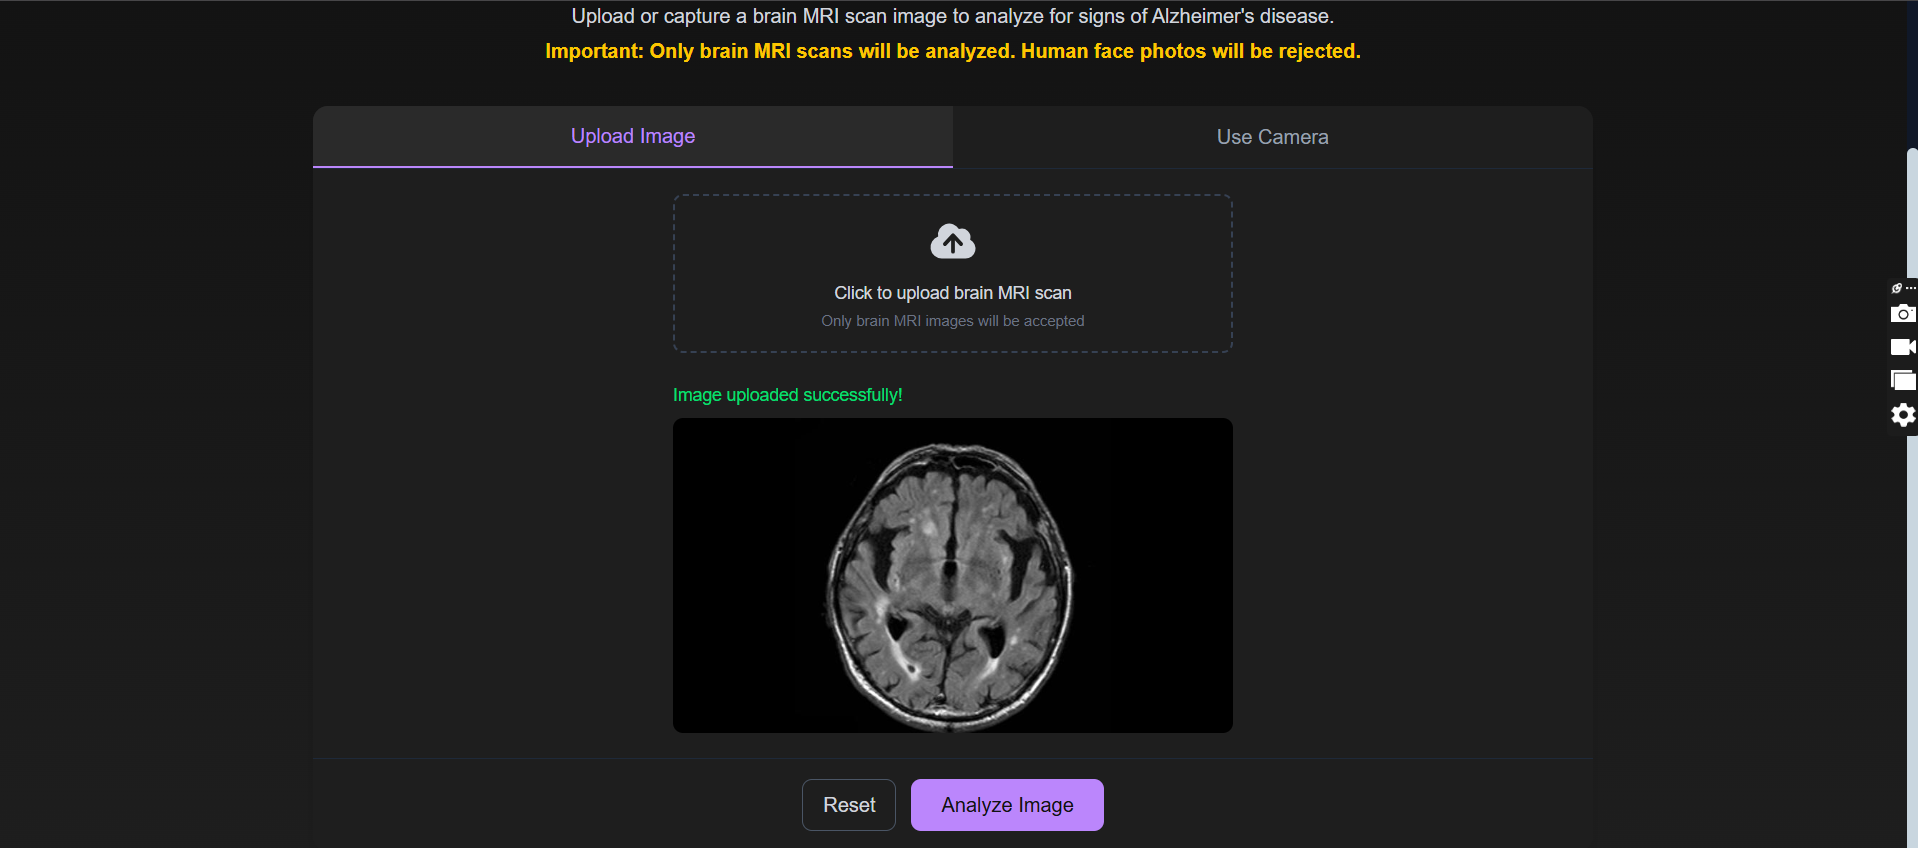 Upload or capture a brain MRI scan image to analyze for signs of Alzheimer's disease.
Important: Only brain MRI scans will be analyzed. Human face photos will be rejected.
Upload Image
Use Camera
Click to upload brain MRI scan
Only brain MRI images will be accepted
Image uploaded successfully!
Reset
Analyze Image